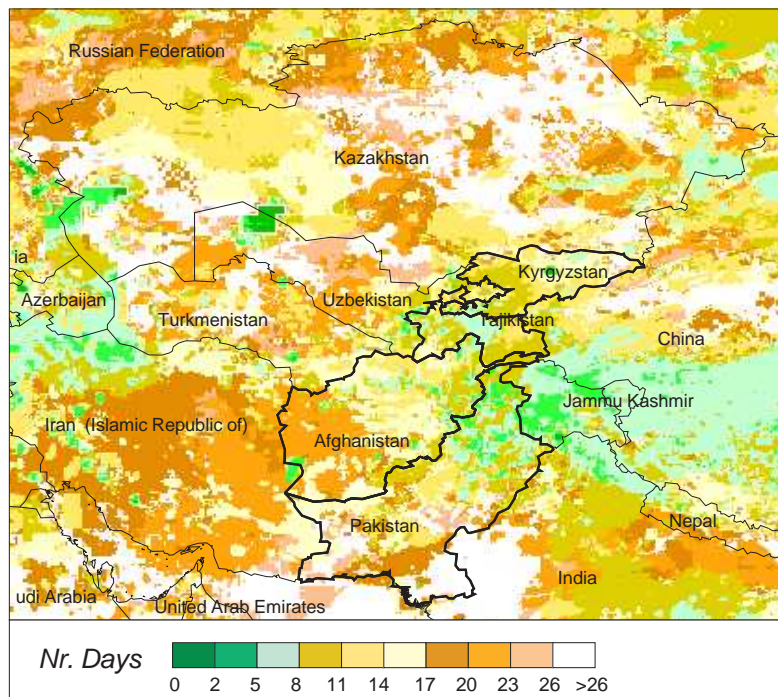 Russian Federation
Kazakhstan
ia
Kyrgyzstan
Azerbaijan
Uzbekistan
Turkmenistan
Tajikistan
China
Jammu Kashmir
Iran (Islamic Republic of)
Afghanistan
Pakistan
Nepal
India
udi Arabia
United Arab Emirates
Nr. Days
0 2 5 8 11 14 17 20 23 26 >26